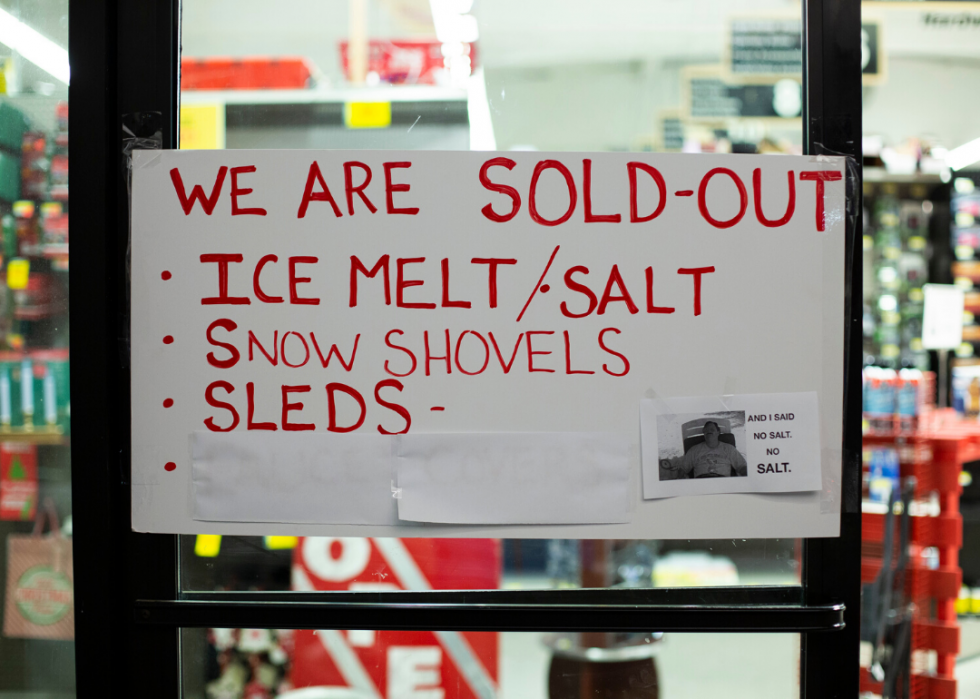 WE ARE SOLD-OUT
• ICE MELT/SALT
• SNOW SHOVELS
• SLEDS-
•
AND I SAID
NO SALT.
NO
SALT.